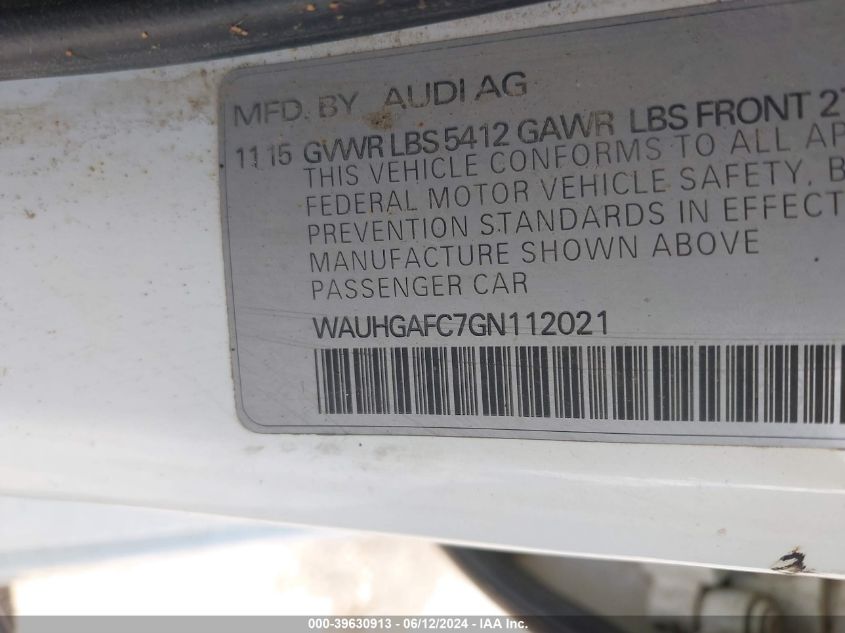 MFD. BY AUDI AG
11 15 GVWR LBS 5412 GAWR LBS FRONT 27
THIS VEHICLE CONFORMS TO ALL AP
FEDERAL MOTOR VEHICLE SAFETY, B
PREVENTION STANDARDS IN EFFECT
MANUFACTURE SHOWN ABOVE
PASSENGER CAR
WAUHGAFC7GN112021
000-39630913 - 06/12/2024 - IAA Inc.